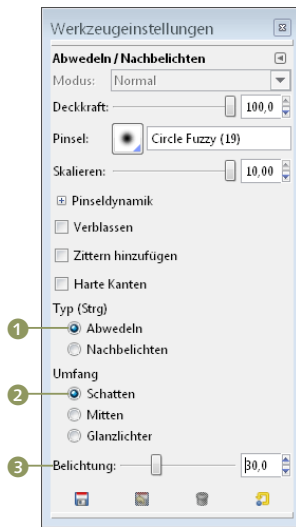 Werkzeugeinstellungen
Abwedeln / Nachbelichten
Modus: Normal
Deckkraft: 100,0
Pinsel: Circle Fuzzy (19)
Skalieren: 10,00
Pinseldynamik
Verblassen
Zittern hinzufügen
Harte Kanten
Typ (Strg)
1 Abwedeln
Nachbelichten
Umfang
2 Schatten
Mitten
Glanzlichter
3 Belichtung: 30,0